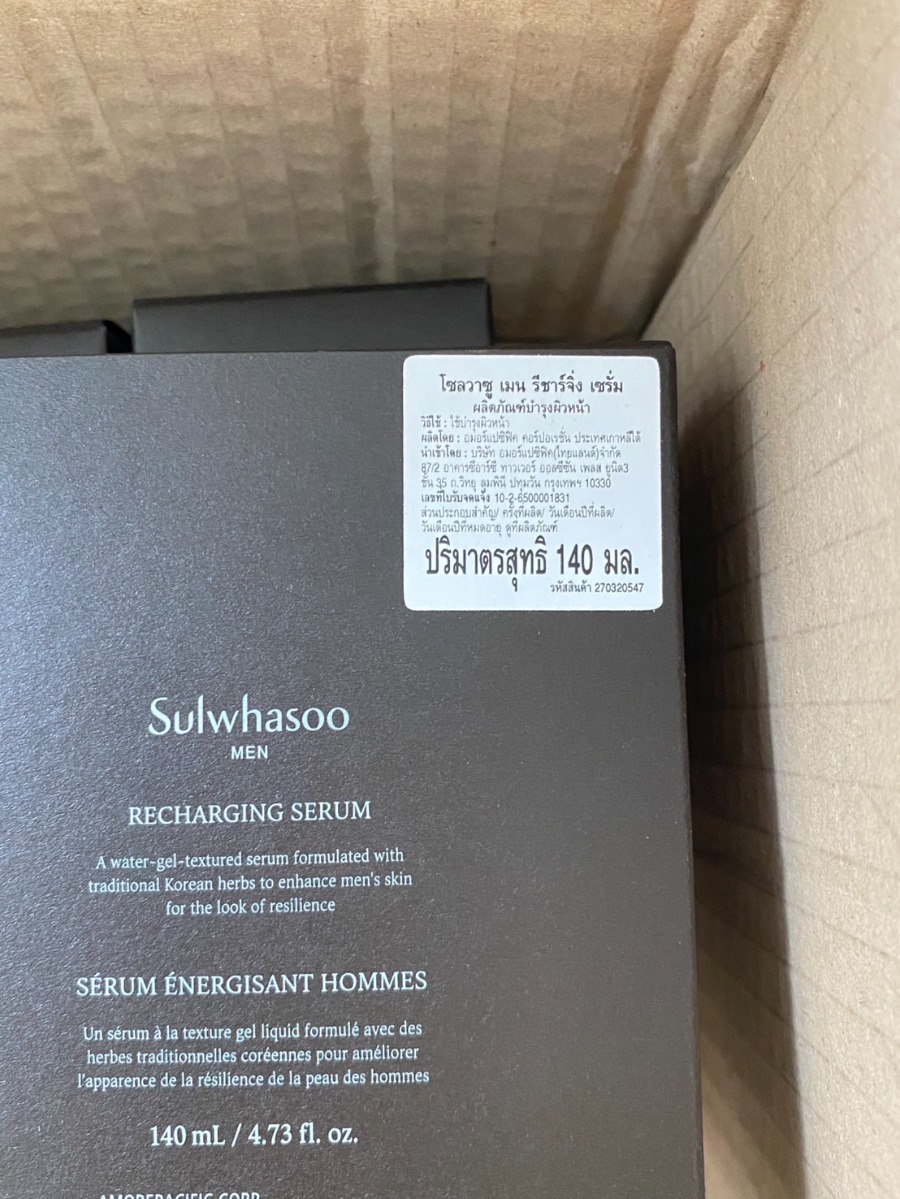 โซลวาซู เมน รีชาร์จิ่ง เซรั่ม
ผลิตภัณฑ์บำรุงผิวหน้า
วิธีใช้ : ใช้บำรุงผิวหน้า
ผลิตโดย : อมอร์แปซิฟิค คอร์ปอเรชั่น ประเทศเกาหลีใต้
นำเข้าโดย : บริษัท อมอร์แปซิฟิค(ไทยแลนด์)จำกัด
87/2 อาคารซีอาร์ซี ทาวเวอร์ ออลซีซั่น เพลส ยูนิต3
ชั้น 35 ถ.วิทยุ ลุมพินี ปทุมวัน กรุงเทพฯ 10330
เลขที่ใบรับจดแจ้ง 10-2-6500001831
ส่วนประกอบสำคัญ/ ครั้งที่ผลิต/ วันเดือนปีที่ผลิต/
วันเดือนปีที่หมดอายุ ดูที่ผลิตภัณฑ์
ปริมาตรสุทธิ 140 มล.
รหัสสินค้า 270320547
Sulwhasoo
MEN
RECHARGING SERUM
A water-gel-textured serum formulated with
traditional Korean herbs to enhance men's skin
for the look of resilience
SÉRUM ÉNERGISANT HOMMES
Un sérum à la texture gel liquid formulé avec des
herbes traditionnelles coréennes pour améliorer
l'apparence de la résilience de la peau des hommes
140 mL / 4.73 fl. oz.
AMOREPACIFIC CORP